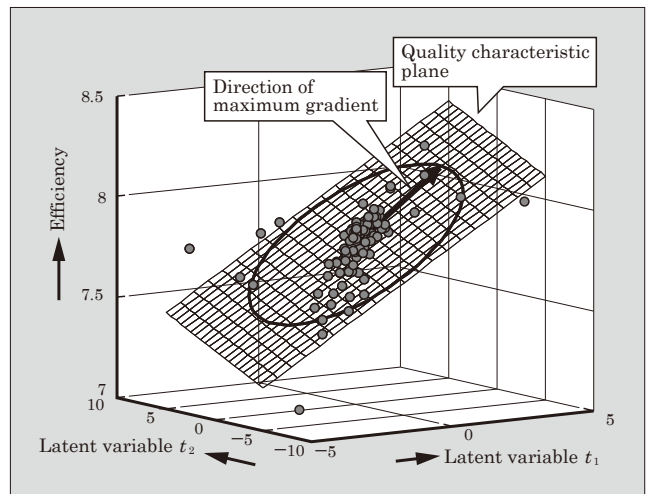 Quality characteristic
plane
Direction of
maximum gradient
8.5
8
7.5
7
Efficiency
10
5
0
−5
−10
−5
0
5
Latent variable t₂
Latent variable t₁